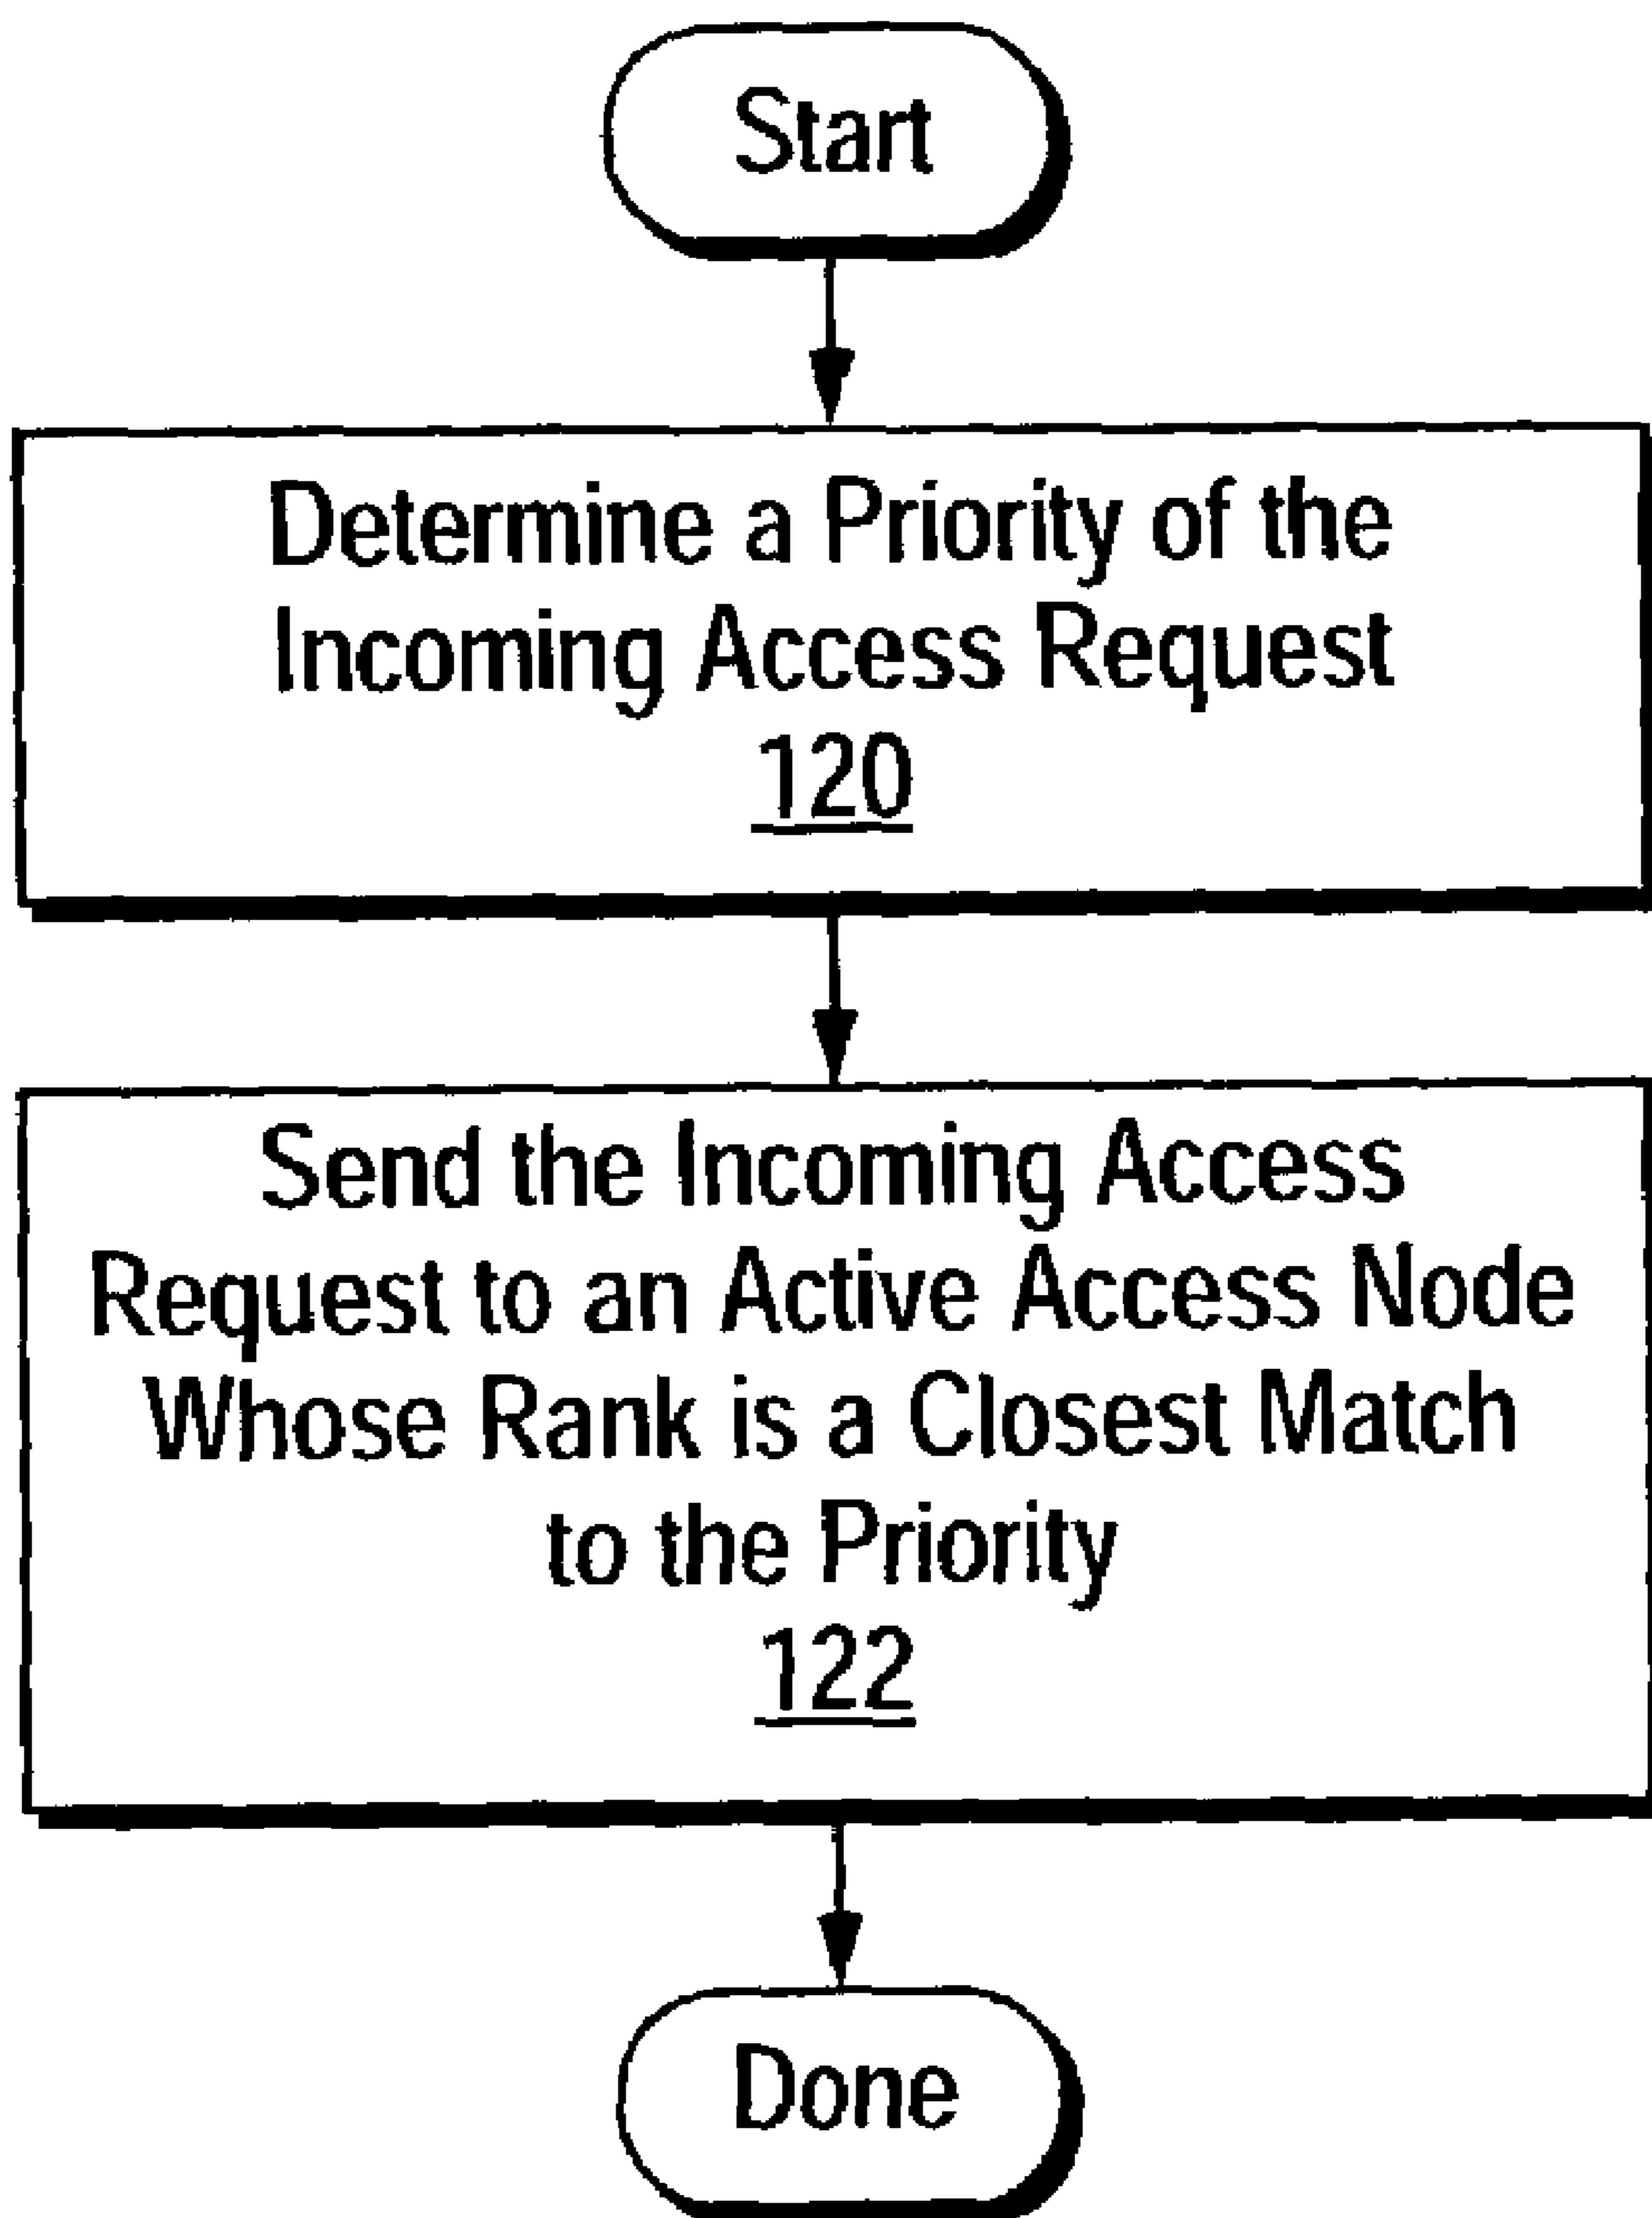 Start
Determine a Priority of the
Incoming Access Request
120
Send the Incoming Access
Request to an Active Access Node
Whose Rank is a Closest Match
to the Priority
122
Done